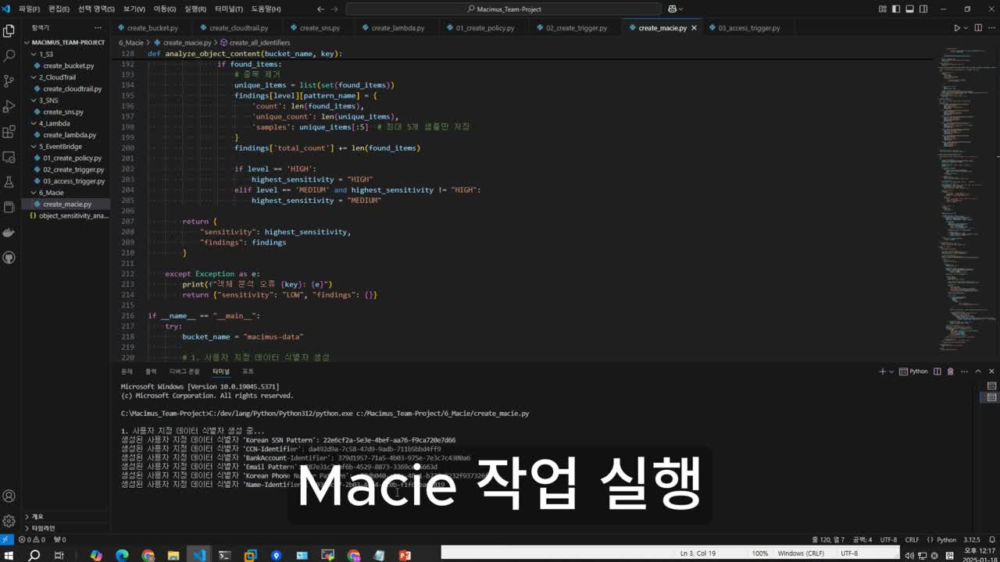 파일(F) 편집(E) 선택 영역(S) 보기(V) 이동(G) 실행(R) 터미널(T) 도움말(H)
Macimus_Team-Project
탐색기
MACIMUS_TEAM-PROJECT
1_S3
create_bucket.py
2_CloudTrail
create_cloudtrail.py
3_SNS
create_sns.py
4_Lambda
create_lambda.py
5_EventBridge
01_create_policy.py
02_create_trigger.py
03_access_trigger.py
6_Macie
create_macie.py
object_sensitivity_ana...
개요
타임라인
create_bucket.py create_cloudtrail.py create_sns.py create_lambda.py 01_create_policy.py 02_create_trigger.py create_macie.py 03_access_trigger.py
6_Macie > create_macie.py > create_all_identifiers
128 def analyze_object_content(bucket_name, key):
192 if found_items:
193 # 중복 제거
194 unique_items = list(set(found_items))
195 findings[level][pattern_name] = {
196 'count': len(found_items),
197 'unique_count': len(unique_items),
198 'samples': unique_items[:5] # 최대 5개 샘플만 저장
199 }
200 findings['total_count'] += len(found_items)
201
202 if level == 'HIGH':
203 highest_sensitivity = "HIGH"
204 elif level == 'MEDIUM' and highest_sensitivity != "HIGH":
205 highest_sensitivity = "MEDIUM"
206
207 return {
208 "sensitivity": highest_sensitivity,
209 "findings": findings
210 }
211
212 except Exception as e:
213 print(f"객체 분석 오류 {key}: {e}")
214 return {"sensitivity": "LOW", "findings": {}}
215
216 if __name__ == "__main__":
217 try:
218 bucket_name = "macimus-data"
219
220 # 1. 사용자 지정 데이터 식별자 생성
문제 출력 디버그 콘솔 터미널 포트
Python
Microsoft Windows [Version 10.0.19045.5371]
(c) Microsoft Corporation. All rights reserved.
C:\Macimus_Team-Project>C:/dev/lang/Python/Python312/python.exe c:/Macimus_Team-Project/6_Macie/create_macie.py
1. 사용자 지정 데이터 식별자 생성 중...
생성된 사용자 지정 데이터 식별자 'Korean SSN Pattern': 22e6cf2a-5e3e-4bef-aa76-f9ca720e7d66
생성된 사용자 지정 데이터 식별자 'CCN-Identifier': da492d9a-7c58-47d9-9adb-711b5bbd4ff9
생성된 사용자 지정 데이터 식별자 'BankAccount-Identifier': 379d1957-71a5-4b03-975e-7e3c7c4300a6
생성된 사용자 지정 데이터 식별자 'Email Pattern'
생성된 사용자 지정 데이터 식별자 'Korean Phone Number Pattern'
생성된 사용자 지정 데이터 식별자 'Name-Identifier'
Macie 작업 실행
0 0 0
줄 120, 열 7 공백: 4 UTF-8 CRLF Python 3.12.5
Ln 3, Col 19 100% Windows (CRLF) UTF-8
오후 12:17
2025-01-16